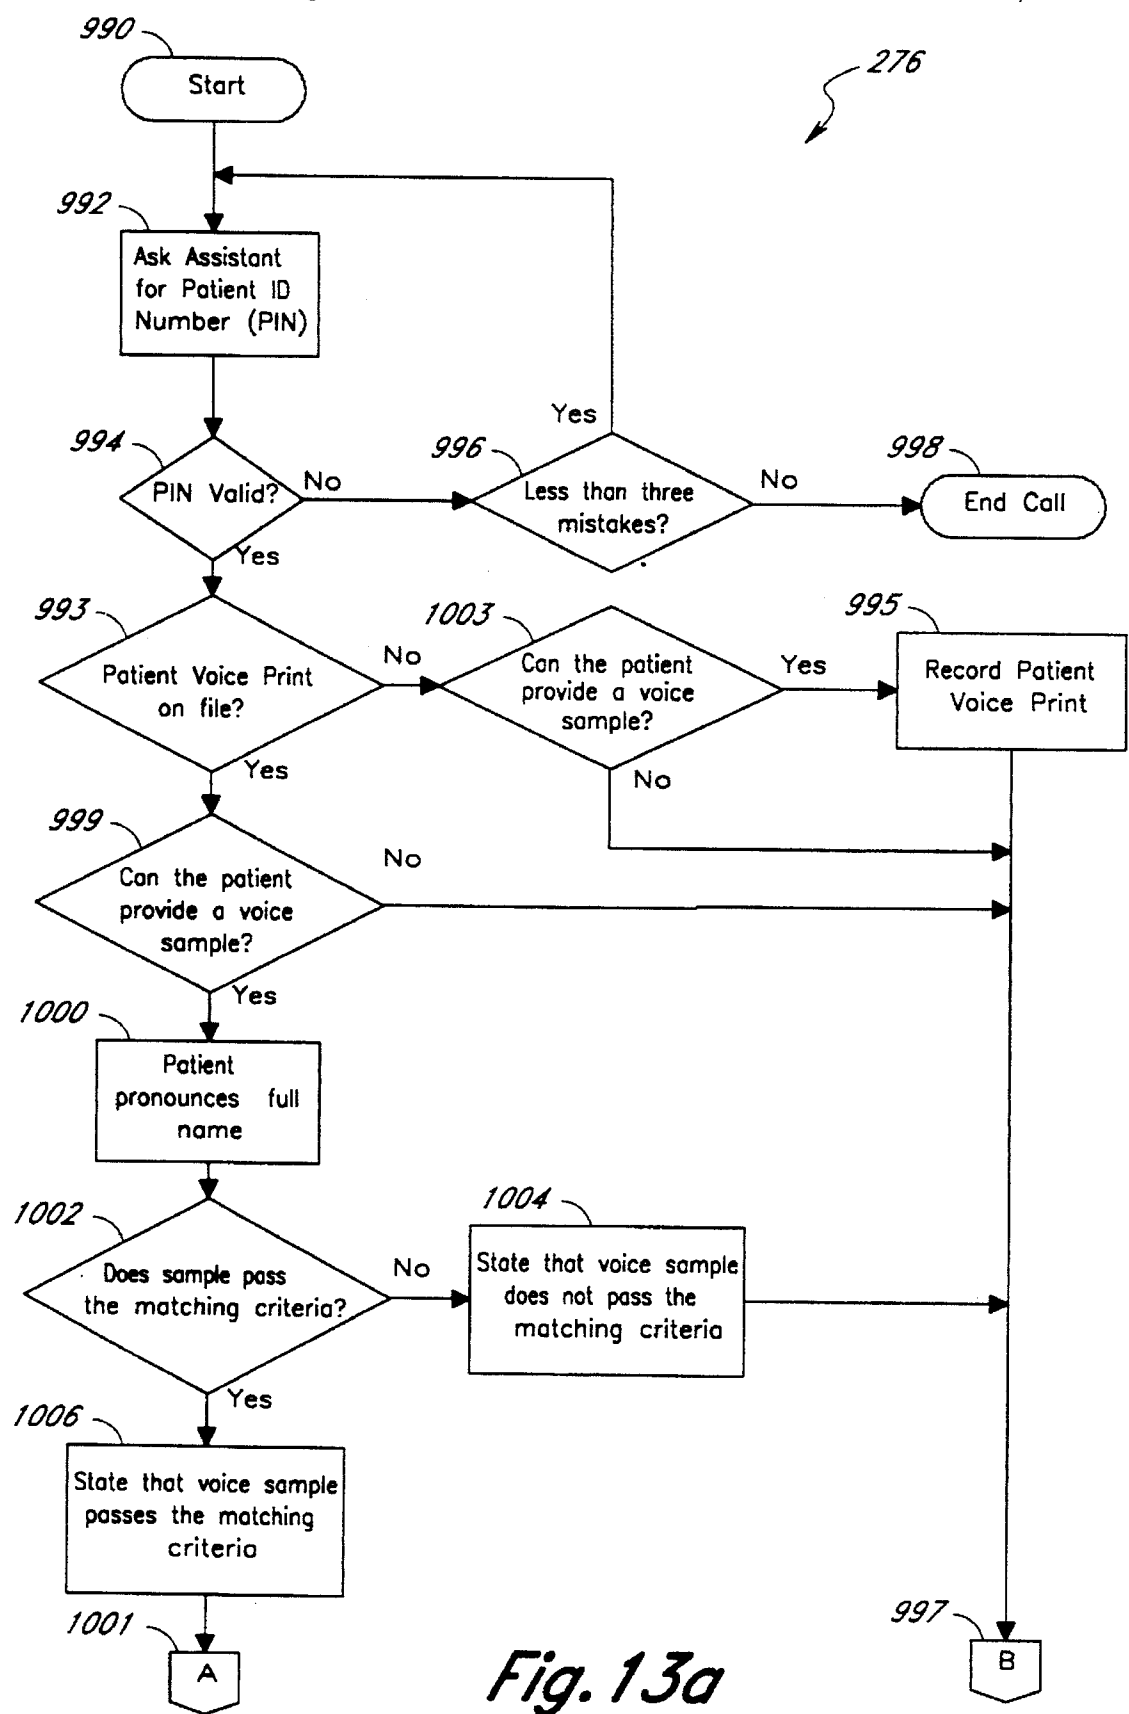 990
Start
276
992
Ask Assistant
for Patient ID
Number (PIN)
Yes
994
PIN Valid?
No
996
Less than three
mistakes?
No
998
End Call
Yes
993
Patient Voice Print
on file?
No
1003
Can the patient
provide a voice
sample?
Yes
995
Record Patient
Voice Print
Yes
No
999
Can the patient
provide a voice
sample?
No
Yes
1000
Patient
pronounces full
name
1002
Does sample pass
the matching criteria?
No
1004
State that voice sample
does not pass the
matching criteria
Yes
1006
State that voice sample
passes the matching
criteria
1001
A
997
B
Fig. 13a